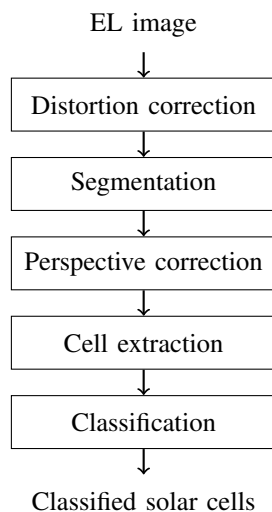 EL image
Distortion correction
Segmentation
Perspective correction
Cell extraction
Classification
Classified solar cells